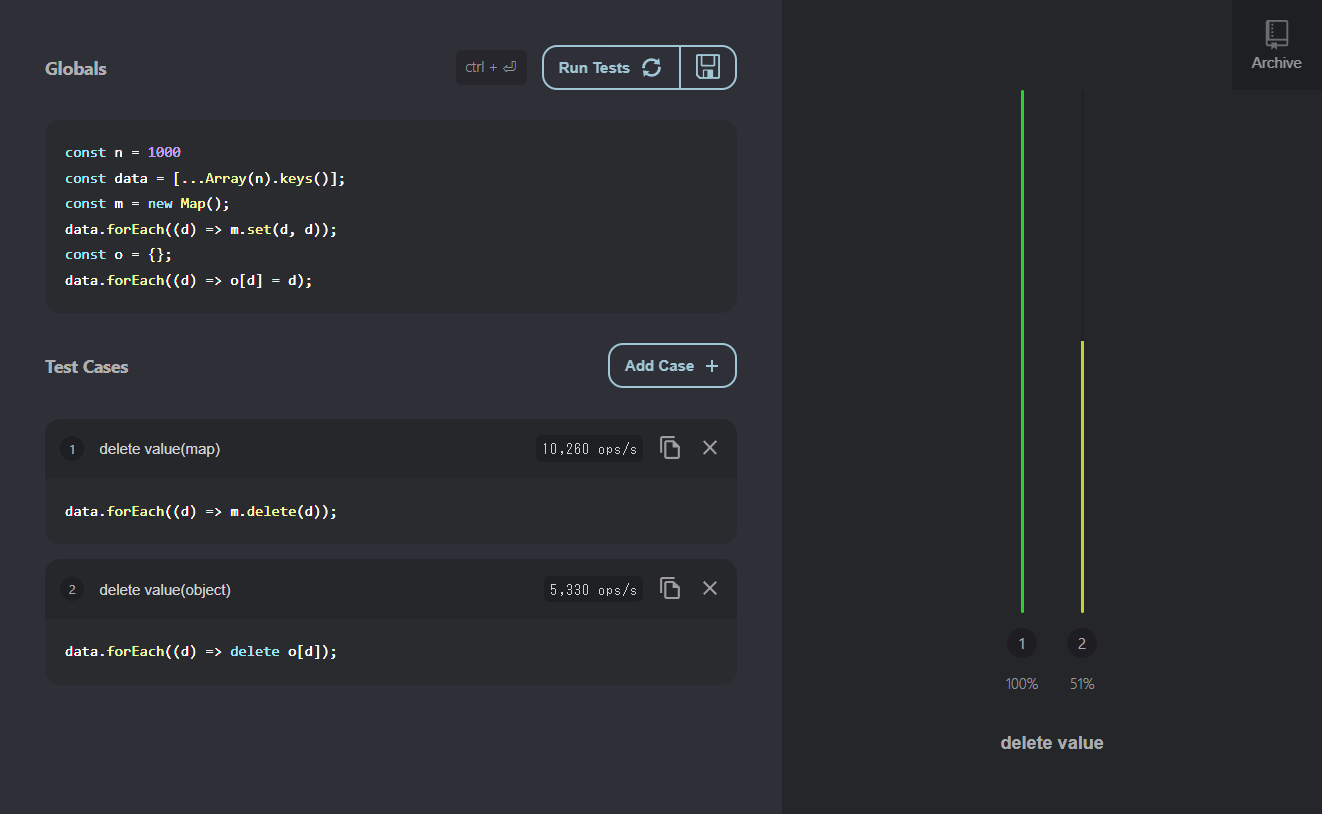 Globals
ctrl + ⏎
Run Tests
const n = 1000
const data = [...Array(n).keys()];
const m = new Map();
data.forEach((d) => m.set(d, d));
const o = {};
data.forEach((d) => o[d] = d);
Test Cases
Add Case +
1 delete value(map) 10,260 ops/s
data.forEach((d) => m.delete(d));
2 delete value(object) 5,330 ops/s
data.forEach((d) => delete o[d]);
Archive
1 2
100% 51%
delete value